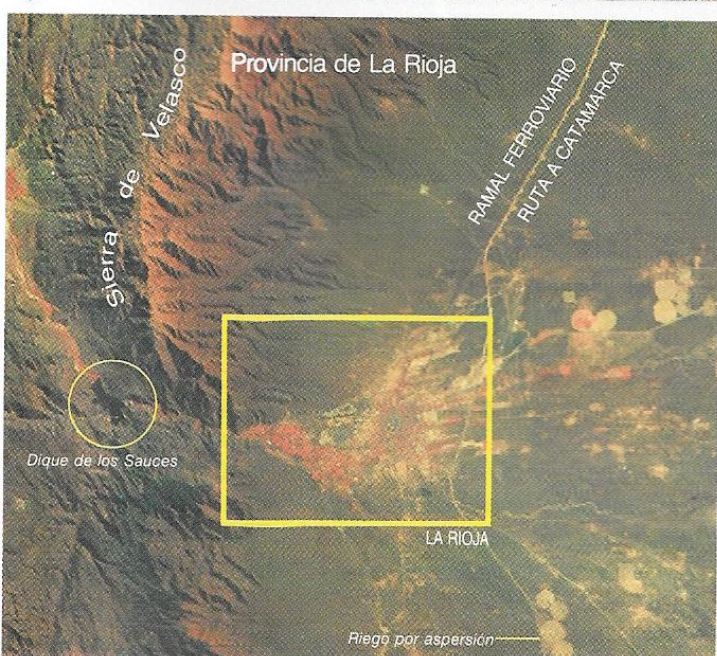 Provincia de La Rioja
Sierra de Velasco
RAMAL FERROVIARIO
RUTA A CATAMARCA
Dique de los Sauces
LA RIOJA
Riego por aspersión